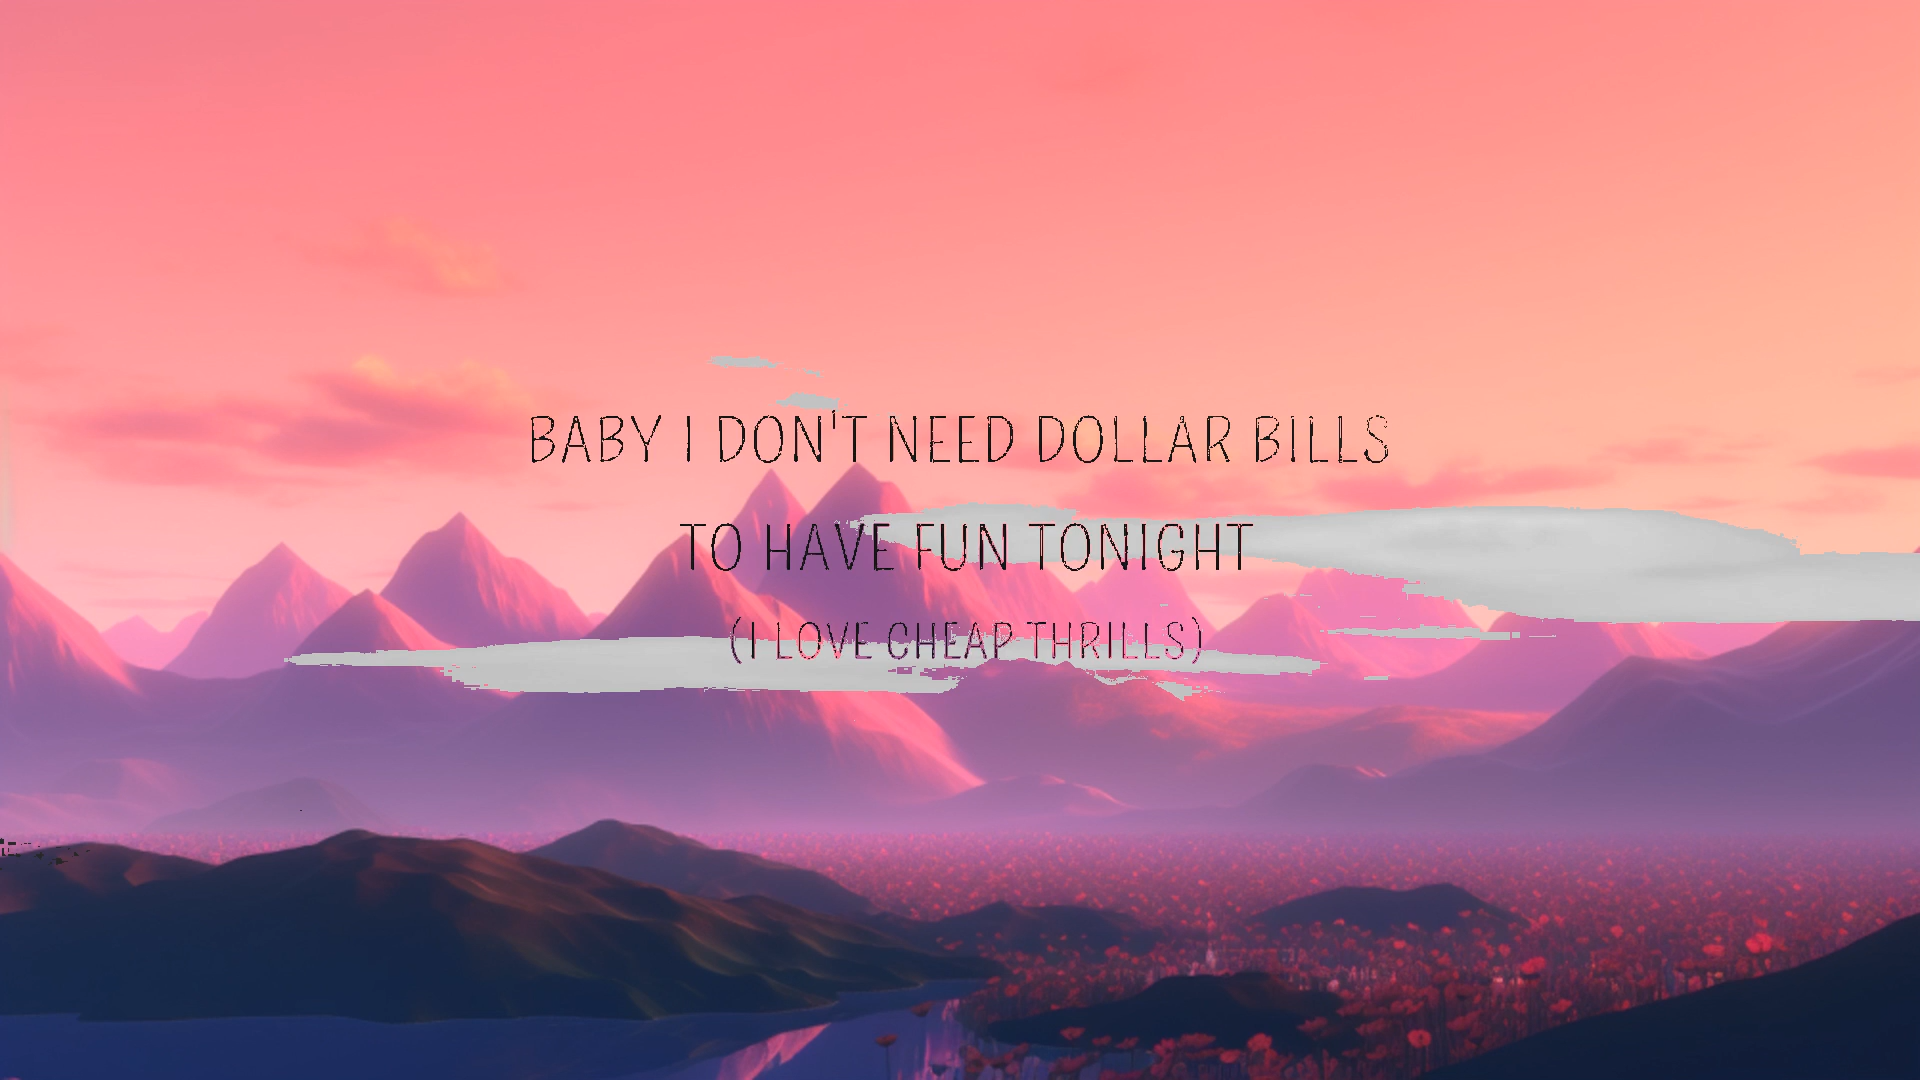 BABY I DON'T NEED DOLLAR BILLS
TO HAVE FUN TONIGHT
(I LOVE CHEAP THRILLS)